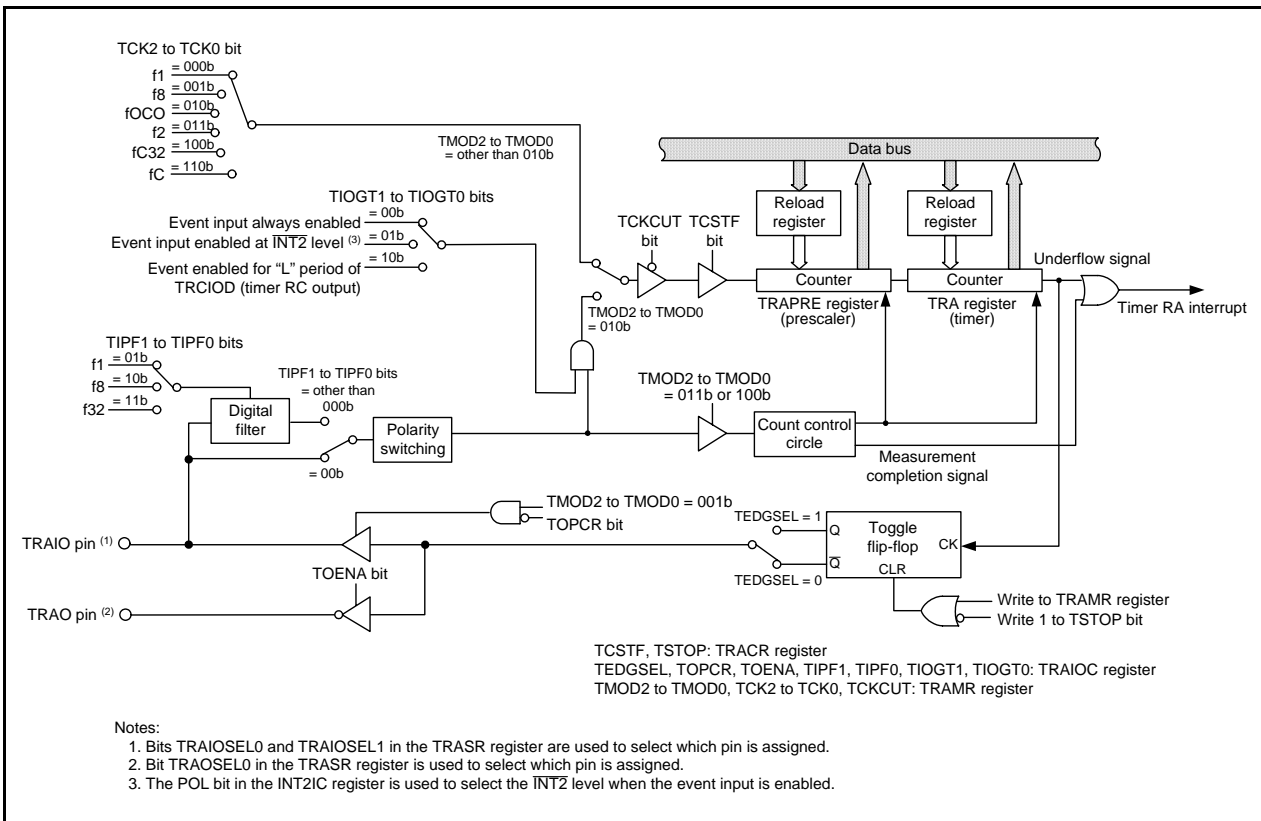 TCK2 to TCK0 bit
f1 = 000b
f8 = 001b
fOCO = 010b
f2 = 011b
fC32 = 100b
fC = 110b
TMOD2 to TMOD0
= other than 010b
TIOGT1 to TIOGT0 bits
Event input always enabled = 00b
Event input enabled at INT2 level (3) = 01b
Event enabled for “L” period of = 10b
TRCIOD (timer RC output)
TMOD2 to TMOD0
= 010b
TCKCUT
bit
TCSTF
bit
Data bus
Reload
register
Reload
register
Counter
Counter
TRAPRE register
(prescaler)
TRA register
(timer)
Underflow signal
Timer RA interrupt
TIPF1 to TIPF0 bits
f1 = 01b
f8 = 10b
f32 = 11b
Digital
filter
TIPF1 to TIPF0 bits
= other than
000b
= 00b
Polarity
switching
TMOD2 to TMOD0
= 011b or 100b
Count control
circle
Measurement
completion signal
TMOD2 to TMOD0 = 001b
TOPCR bit
TRAIO pin (1)
TOENA bit
TRAO pin (2)
TEDGSEL = 1
TEDGSEL = 0
Q
Q
Toggle
flip-flop
CK
CLR
Write to TRAMR register
Write 1 to TSTOP bit
TCSTF, TSTOP: TRACR register
TEDGSEL, TOPCR, TOENA, TIPF1, TIPF0, TIOGT1, TIOGT0: TRAIOC register
TMOD2 to TMOD0, TCK2 to TCK0, TCKCUT: TRAMR register
Notes:
1. Bits TRAIOSEL0 and TRAIOSEL1 in the TRASR register are used to select which pin is assigned.
2. Bit TRAOSEL0 in the TRASR register is used to select which pin is assigned.
3. The POL bit in the INT2IC register is used to select the INT2 level when the event input is enabled.